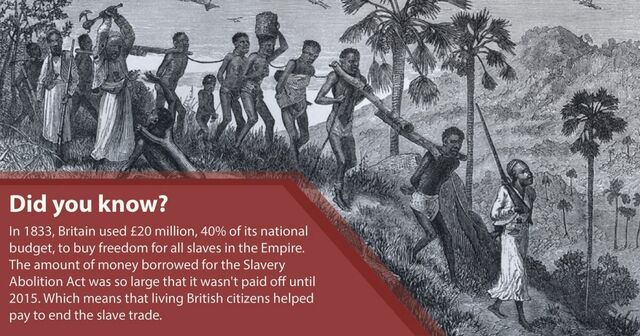 Did you know?
In 1833, Britain used £20 million, 40% of its national
budget, to buy freedom for all slaves in the Empire.
The amount of money borrowed for the Slavery
Abolition Act was so large that it wasn't paid off until
2015. Which means that living British citizens helped
pay to end the slave trade.